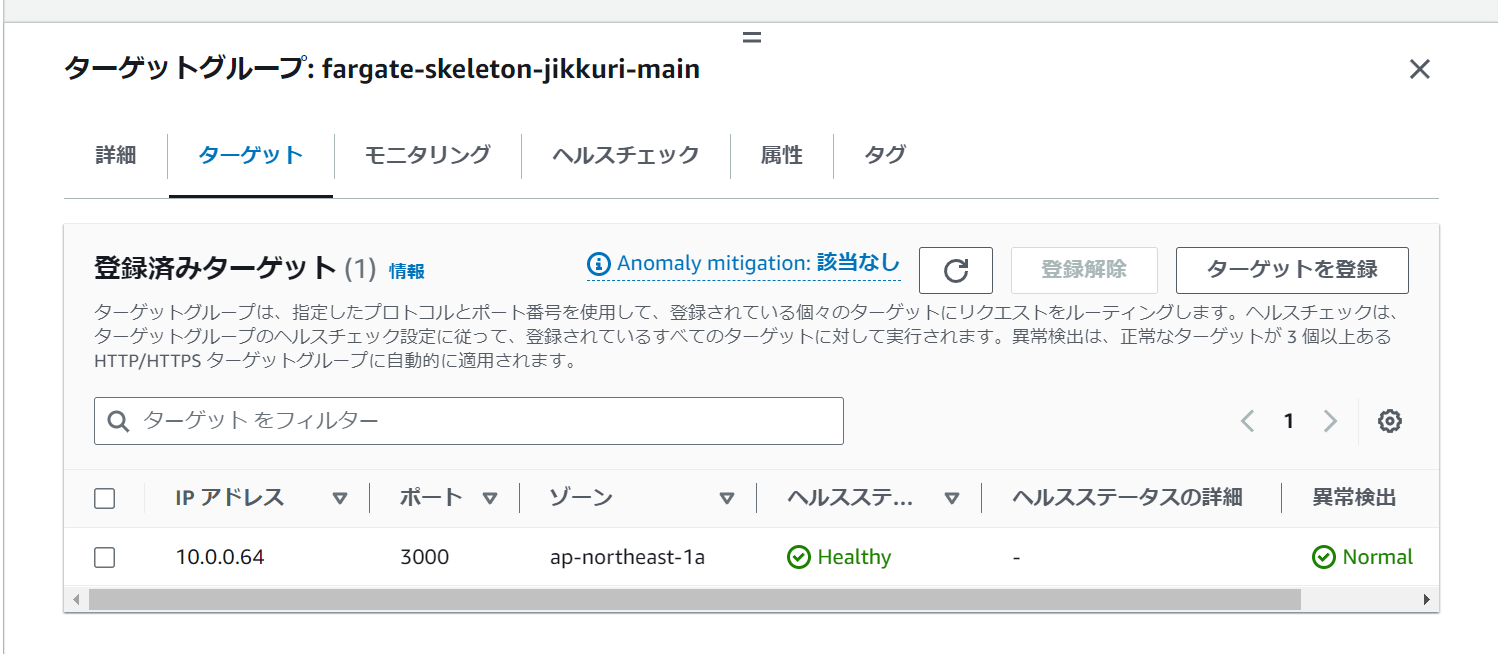 ターゲットグループ: fargate-skeleton-jikkuri-main
詳細 ターゲット モニタリング ヘルスチェック 属性 タグ
登録済みターゲット (1) 情報 Anomaly mitigation: 該当なし 登録解除 ターゲットを登録
ターゲットグループは、指定したプロトコルとポート番号を使用して、登録されている個々のターゲットにリクエストをルーティングします。ヘルスチェックは、
ターゲットグループのヘルスチェック設定に従って、登録されているすべてのターゲットに対して実行されます。異常検出は、正常なターゲットが 3 個以上ある
HTTP/HTTPS ターゲットグループに自動的に適用されます。
ターゲット をフィルター 1
IP アドレス ポート ゾーン ヘルスステ... ヘルスステータスの詳細 異常検出
10.0.0.64 3000 ap-northeast-1a Healthy - Normal